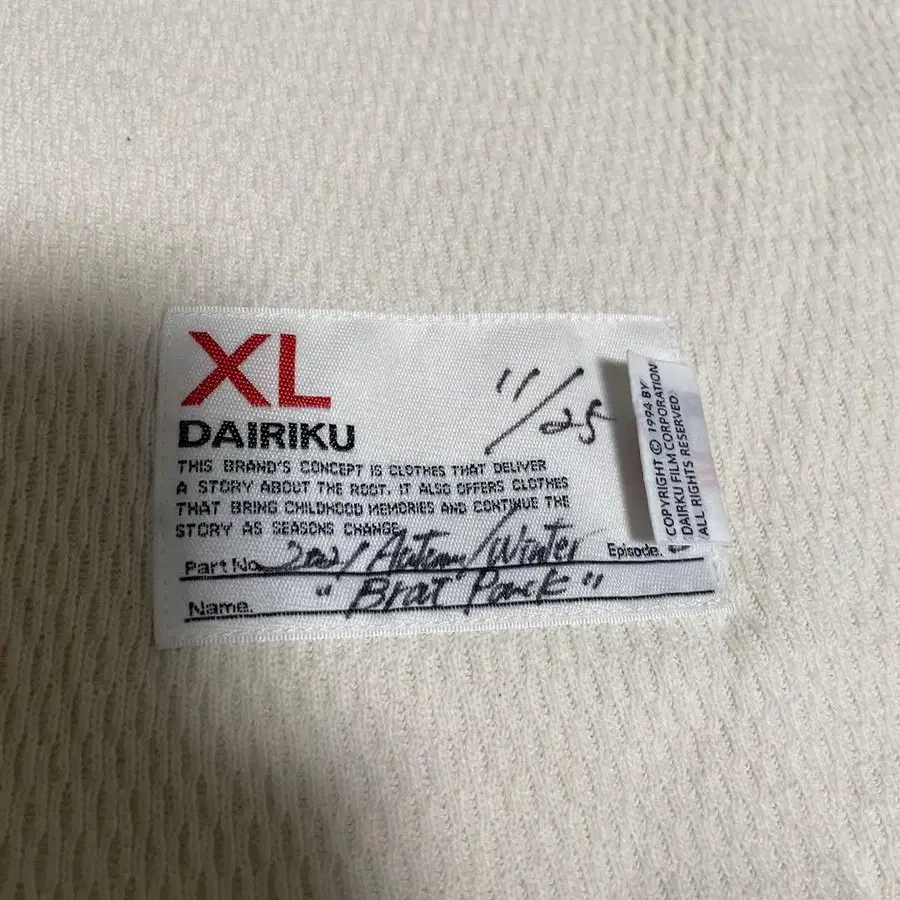 XL
DAIRIKU
11/25
THIS BRAND'S CONCEPT IS CLOTHES THAT DELIVER
A STORY ABOUT THE ROOT. IT ALSO OFFERS CLOTHES
THAT BRING CHILDHOOD MEMORIES AND CONTINUE THE
STORY AS SEASONS CHANGE.
Part No. 2021 Autumn/Winter Episode.
Name. "Brat Pack"
COPYRIGHT © 1994 BY
DAIRKU FILM CORPORATION
ALL RIGHTS RESERVED